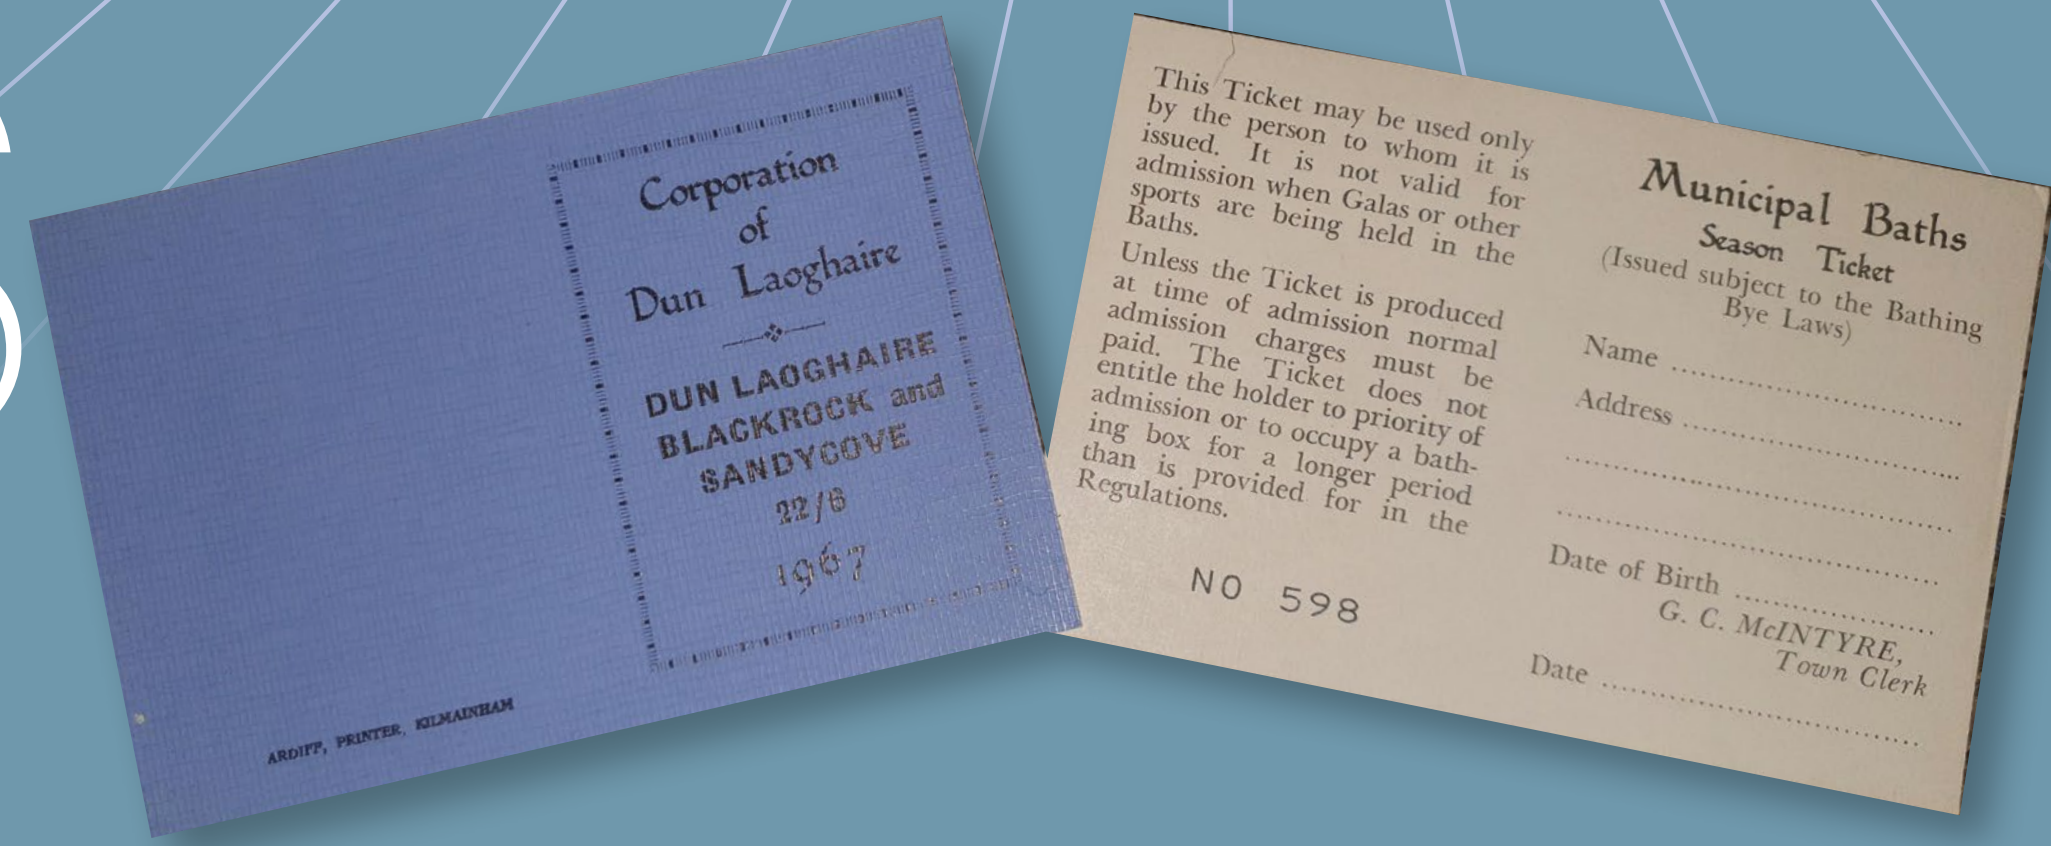 Corporation
of
Dun Laoghaire
DUN LAOGHAIRE
BLACKROCK and
SANDYCOVE
22/6
1967
ARDIFF, PRINTER, KILMAINHAM
This Ticket may be used only
by the person to whom it is
issued. It is not valid for
admission when Galas or other
sports are being held in the
Baths.
Unless the Ticket is produced
at time of admission normal
admission charges must be
paid. The Ticket does not
entitle the holder to priority of
admission or to occupy a bath-
ing box for a longer period
than is provided for in the
Regulations.
NO 598
Municipal Baths
Season Ticket
(Issued subject to the Bathing
Bye Laws)
Name
Address
Date of Birth
G. C. McINTYRE,
Town Clerk
Date